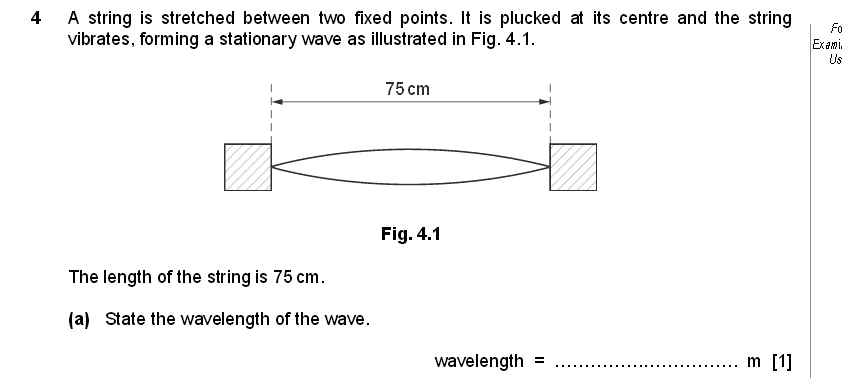 4 A string is stretched between two fixed points. It is plucked at its centre and the string
vibrates, forming a stationary wave as illustrated in Fig. 4.1.
Fo
Exami
Us
75 cm
Fig. 4.1
The length of the string is 75 cm.
(a) State the wavelength of the wave.
wavelength = ............................... m [1]